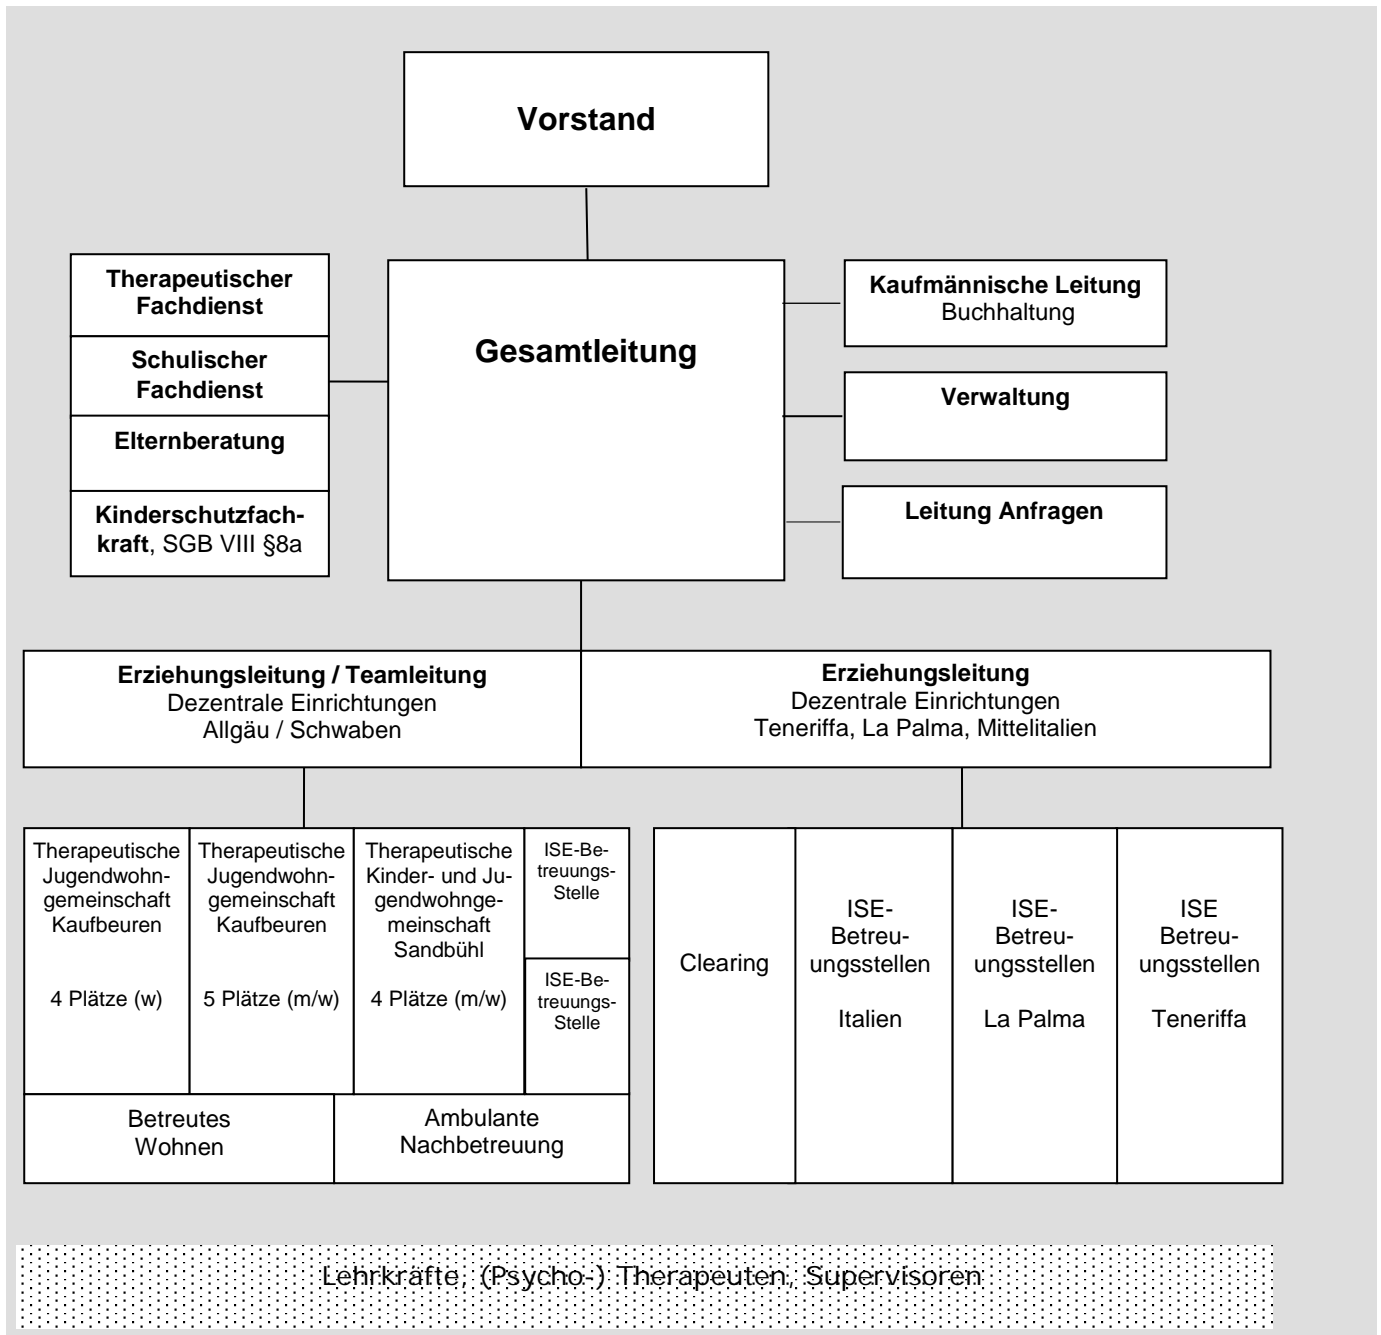 Vorstand
Therapeutischer
Fachdienst
Schulischer
Fachdienst
Elternberatung
Kinderschutzfach-
kraft, SGB VIII §8a
Gesamtleitung
Kaufmännische Leitung
Buchhaltung
Verwaltung
Leitung Anfragen
Erziehungsleitung / Teamleitung
Dezentrale Einrichtungen
Allgäu / Schwaben
Erziehungsleitung
Dezentrale Einrichtungen
Teneriffa, La Palma, Mittelitalien
Therapeutische
Jugendwohn-
gemeinschaft
Kaufbeuren
4 Plätze (w)
Therapeutische
Jugendwohn-
gemeinschaft
Kaufbeuren
5 Plätze (m/w)
Therapeutische
Kinder- und Ju-
gendwohnge-
meinschaft
Sandbühl
4 Plätze (m/w)
ISE-Be-
treuungs-
Stelle
ISE-Be-
treuungs-
Stelle
Betreutes
Wohnen
Ambulante
Nachbetreuung
Clearing
ISE-
Betreu-
ungsstellen
Italien
ISE-
Betreu-
ungsstellen
La Palma
ISE
Betreu-
ungsstellen
Teneriffa
Lehrkräfte, (Psycho-) Therapeuten, Supervisoren